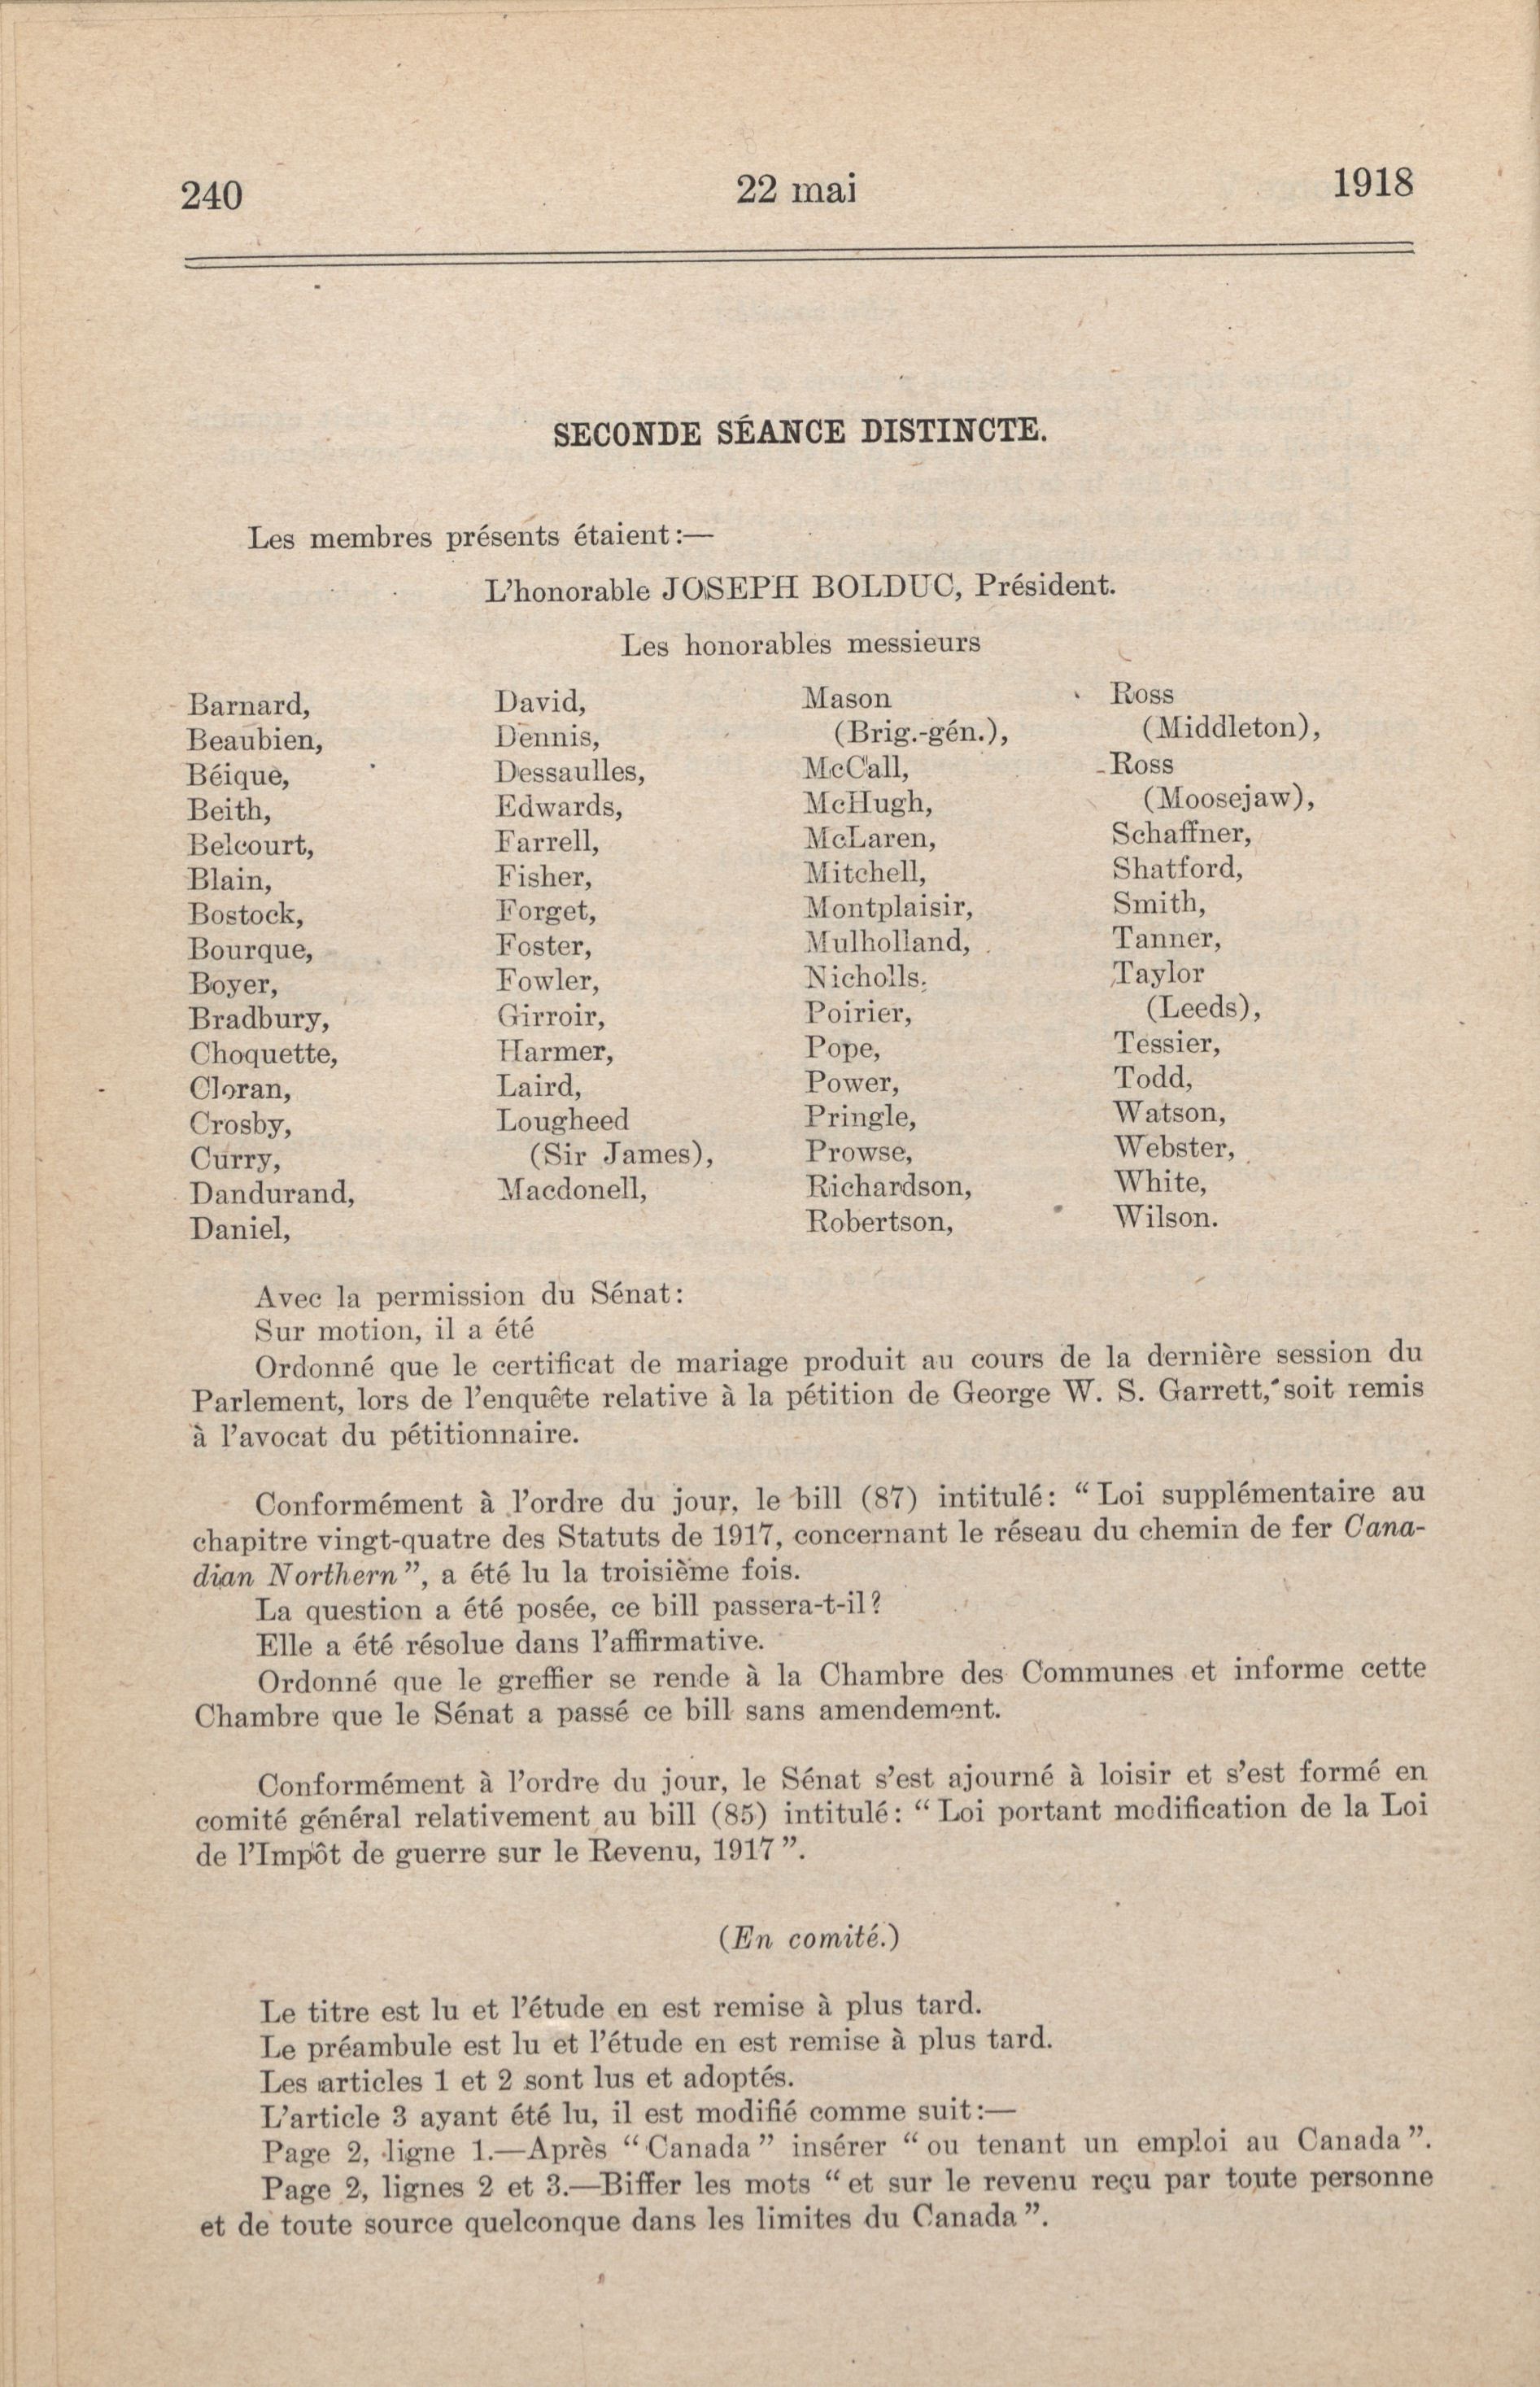 240
22 mai
1918
SECONDE SÉANCE DISTINCTE.
Les membres présents étaient:—
L'honorable JOSEPH BOLDUC, Président.
Les honorables messieurs
Barnard,
Beaubien,
Béique,
Beith,
Belcourt,
Blain,
Bostock,
Bourque,
Boyer,
Bradbury,
Choquette,
Cloran,
Crosby,
Curry,
Dandurand,
Daniel,
David,
Dennis,
Dessaulles,
Edwards,
Farrell,
Fisher,
Forget,
Foster,
Fowler,
Girroir,
Harmer,
Laird,
Lougheed
(Sir James),
Macdonell,
Mason
(Brig.-gén.),
McCall,
McHugh,
McLaren,
Mitchell,
Montplaisir,
Mulholland,
Nicholls,
Poirier,
Pope,
Power,
Pringle,
Prowse,
Richardson,
Robertson,
Ross
(Middleton),
Ross
(Moosejaw),
Schaffner,
Shatford,
Smith,
Tanner,
Taylor
(Leeds),
Tessier,
Todd,
Watson,
Webster,
White,
Wilson.
Avec la permission du Sénat:
Sur motion, il a été
Ordonné que le certificat de mariage produit au cours de la dernière session du
Parlement, lors de l'enquête relative à la pétition de George W. S. Garrett, soit remis
à l'avocat du pétitionnaire.
Conformément à l'ordre du jour, le bill (87) intitulé: "Loi supplémentaire au
chapitre vingt-quatre des Statuts de 1917, concernant le réseau du chemin de fer Cana-
dian Northern", a été lu la troisième fois.
La question a été posée, ce bill passera-t-il?
Elle a été résolue dans l'affirmative.
Ordonné que le greffier se rende à la Chambre des Communes et informe cette
Chambre que le Sénat a passé ce bill sans amendement.
Conformément à l'ordre du jour, le Sénat s'est ajourné à loisir et s'est formé en
comité général relativement au bill (85) intitulé: "Loi portant modification de la Loi
de l'Impôt de guerre sur le Revenu, 1917".
(En comité.)
Le titre est lu et l'étude en est remise à plus tard.
Le préambule est lu et l'étude en est remise à plus tard.
Les articles 1 et 2 sont lus et adoptés.
L'article 3 ayant été lu, il est modifié comme suit:—
Page 2, ligne 1.—Après "Canada" insérer "ou tenant un emploi au Canada".
Page 2, lignes 2 et 3.—Biffer les mots "et sur le revenu reçu par toute personne
et de toute source quelconque dans les limites du Canada".